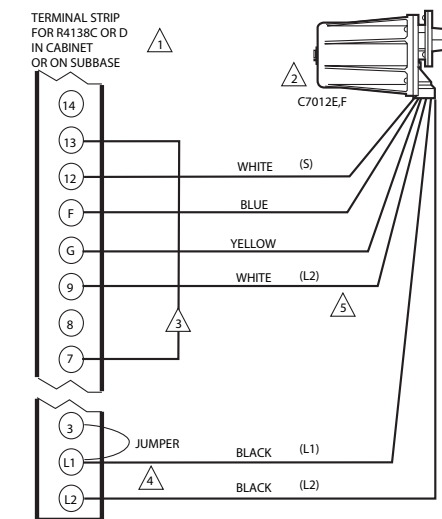 TERMINAL STRIP
FOR R4138C OR D
IN CABINET
OR ON SUBBASE
1
2
C7012E,F
14
13
12
WHITE (S)
F
BLUE
G
YELLOW
9
WHITE (L2)
5
8
3
7
3
JUMPER
L1
4
BLACK (L1)
L2
BLACK (L2)